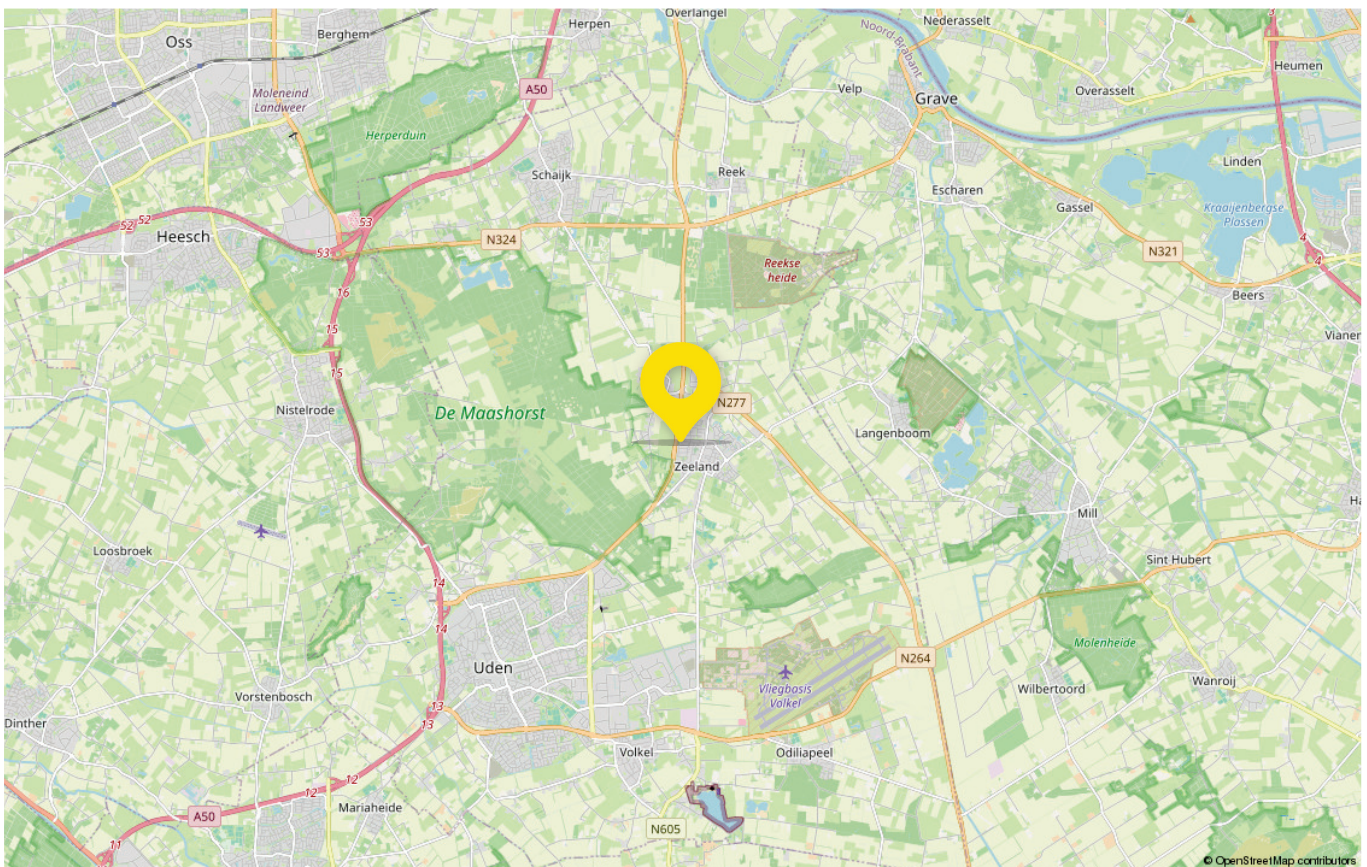 Overlangel
Herpen
Nederasselt
Oss
Berghem
Noord-Brabant
3
Heumen
Moleneind
Landweer
A50
Velp
Grave
Overasselt
Herperduin
Linden
Schaijk
Reek
Escharen
Gassel
Kraaijenbergse
Plassen
52
52
53
Heesch
53
N324
4
4
N321
Reekse
heide
16
Beers
15
Vianen
15
De Maashorst
N277
Nistelrode
Langenboom
Zeeland
Ha
Mill
Loosbroek
Sint Hubert
14
14
Molenheide
Uden
N264
Vliegbasis
Volkel
Wanroij
Vorstenbosch
Wilbertoord
13
13
Dinther
Volkel
Odiliapeel
12
12
Mariaheide
A50
N605
11
© OpenStreetMap contributors